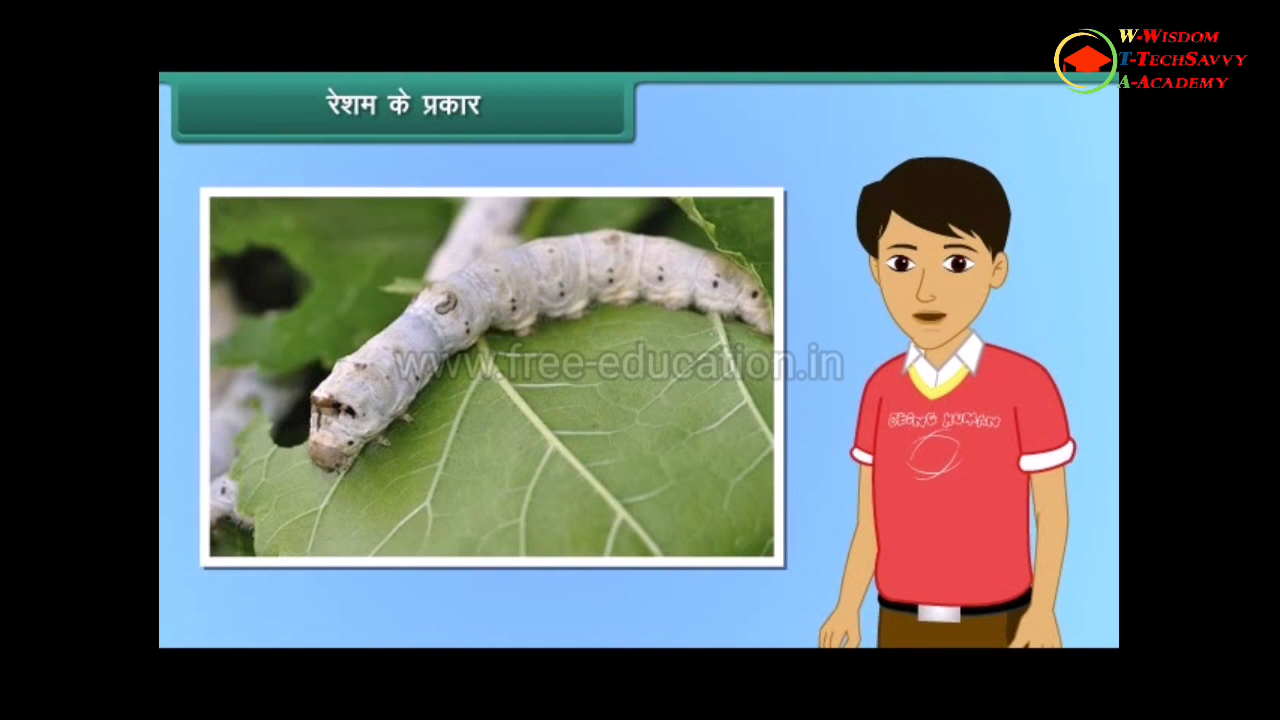 W-Wisdom
T-TechSavvy
A-Academy
रेशम के प्रकार
www.free-education.in
BEING HUMAN